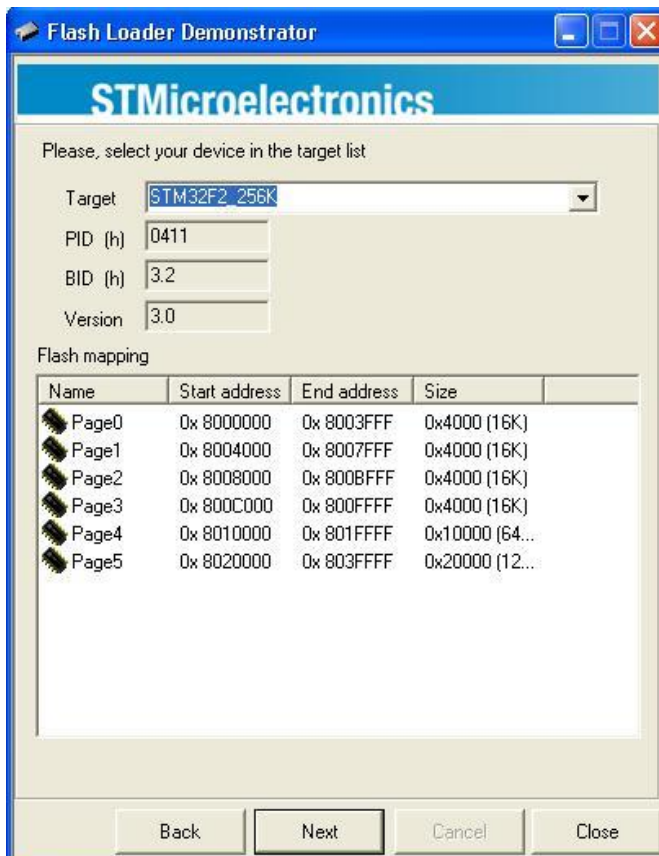 Flash Loader Demonstrator
STMicroelectronics
Please, select your device in the target list
Target STM32F2_256K
PID (h) 0411
BID (h) 3.2
Version 3.0
Flash mapping
Name Start address End address Size
Page0 0x 8000000 0x 8003FFF 0x4000 (16K)
Page1 0x 8004000 0x 8007FFF 0x4000 (16K)
Page2 0x 8008000 0x 800BFFF 0x4000 (16K)
Page3 0x 800C000 0x 800FFFF 0x4000 (16K)
Page4 0x 8010000 0x 801FFFF 0x10000 (64...
Page5 0x 8020000 0x 803FFFF 0x20000 (12...
Back Next Cancel Close